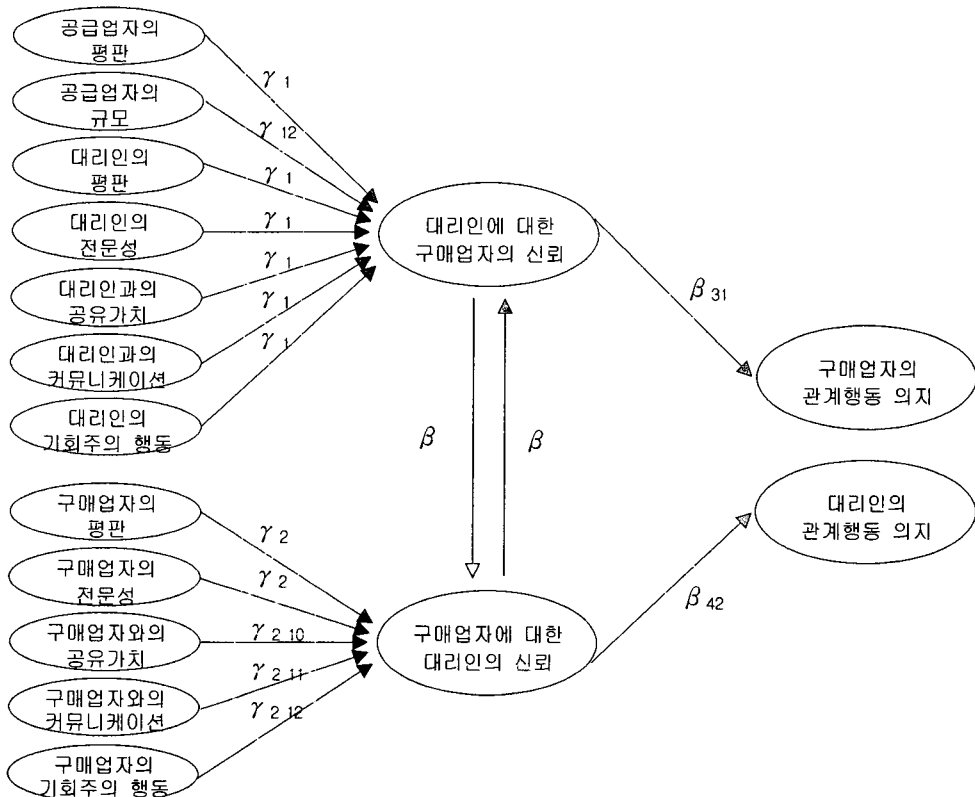 공급업자의
평판
공급업자의
규모
대리인의
평판
대리인의
전문성
대리인과의
공유가치
대리인과의
커뮤니케이션
대리인의
기회주의 행동
γ 1
γ 12
γ 1
γ 1
γ 1
γ 1
γ 1
대리인에 대한
구매업자의 신뢰
β 31
구매업자의
관계행동 의지
β
β
구매업자의
평판
구매업자의
전문성
구매업자와의
공유가치
구매업자와의
커뮤니케이션
구매업자의
기회주의 행동
γ 2
γ 2
γ 2 10
γ 2 11
γ 2 12
구매업자에 대한
대리인의 신뢰
β 42
대리인의
관계행동 의지